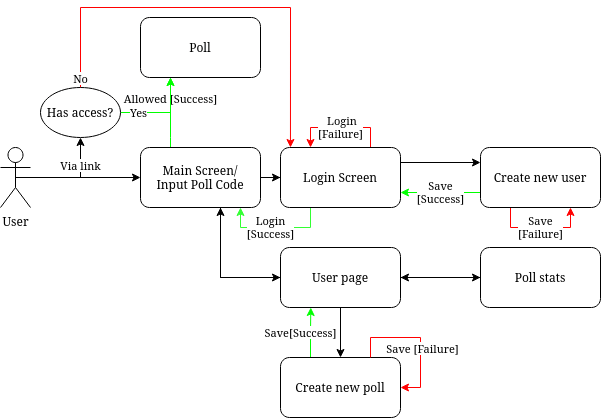 Poll
No
Allowed [Success]
Has access?
Yes
Login
[Failure]
Via link
Main Screen/
Input Poll Code
Login Screen
Create new user
Save
[Success]
User
Login
[Success]
Save
[Failure]
User page
Poll stats
Save[Success]
Save [Failure]
Create new poll